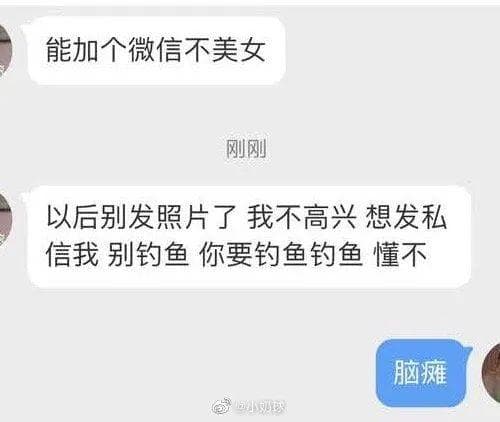 能加个微信不美女
刚刚
以后别发照片了 我不高兴 想发私
信我 别钓鱼 你要钓鱼钓鱼 懂不
脑瘫
@小奶球